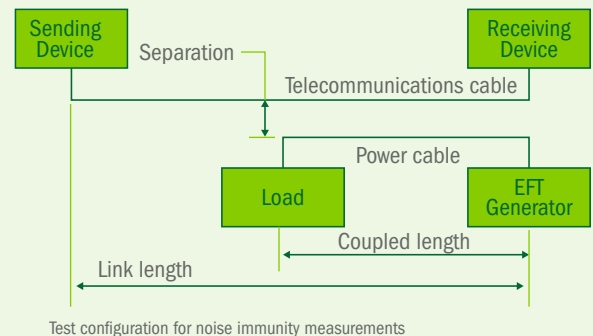 Sending
Device
Receiving
Device
Separation
Telecommunications cable
Power cable
Load
EFT
Generator
Coupled length
Link length
Test configuration for noise immunity measurements